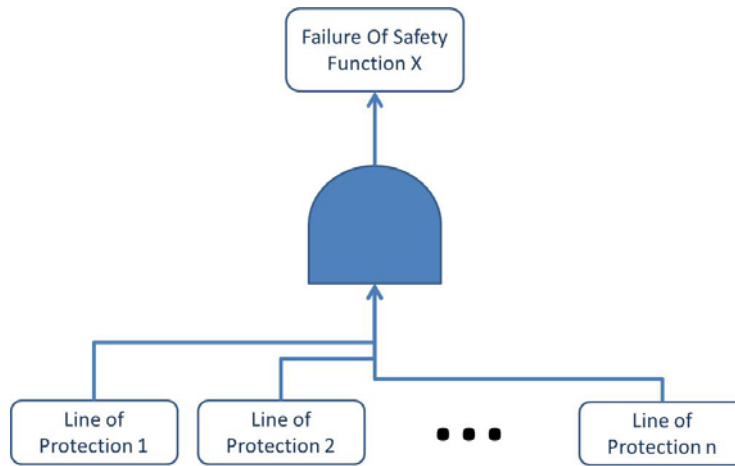 Failure Of Safety
Function X
Line of
Protection 1
Line of
Protection 2
Line of
Protection n